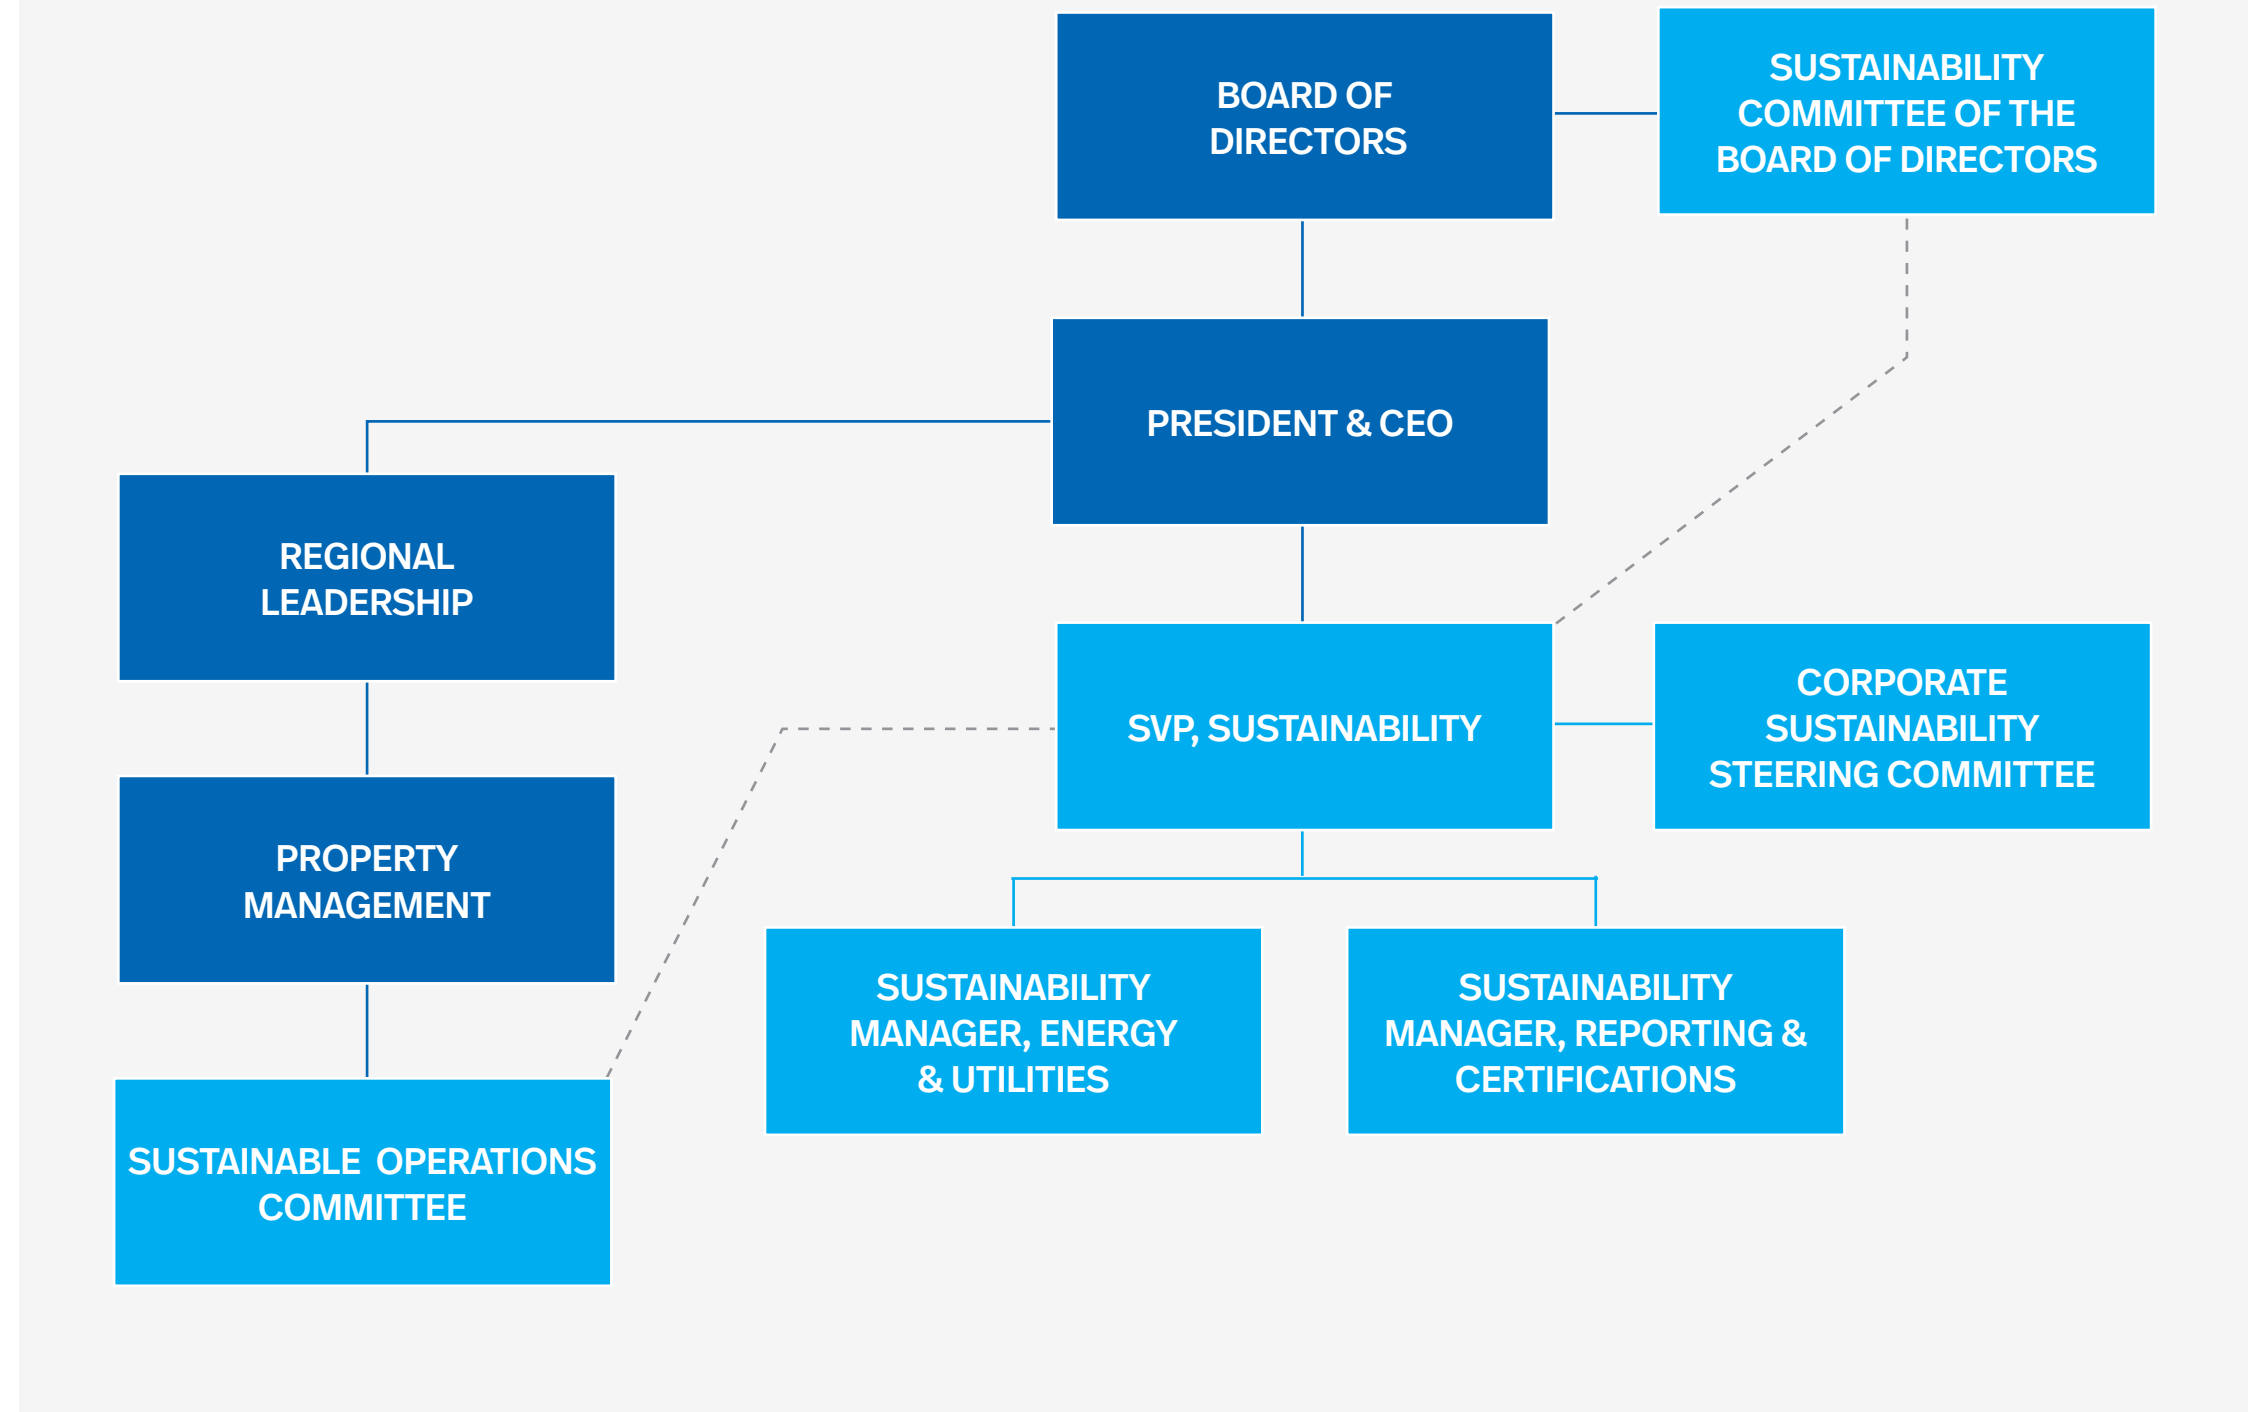 BOARD OF
DIRECTORS
SUSTAINABILITY
COMMITTEE OF THE
BOARD OF DIRECTORS
PRESIDENT & CEO
REGIONAL
LEADERSHIP
SVP, SUSTAINABILITY
CORPORATE
SUSTAINABILITY
STEERING COMMITTEE
PROPERTY
MANAGEMENT
SUSTAINABILITY
MANAGER, ENERGY
& UTILITIES
SUSTAINABILITY
MANAGER, REPORTING &
CERTIFICATIONS
SUSTAINABLE OPERATIONS
COMMITTEE